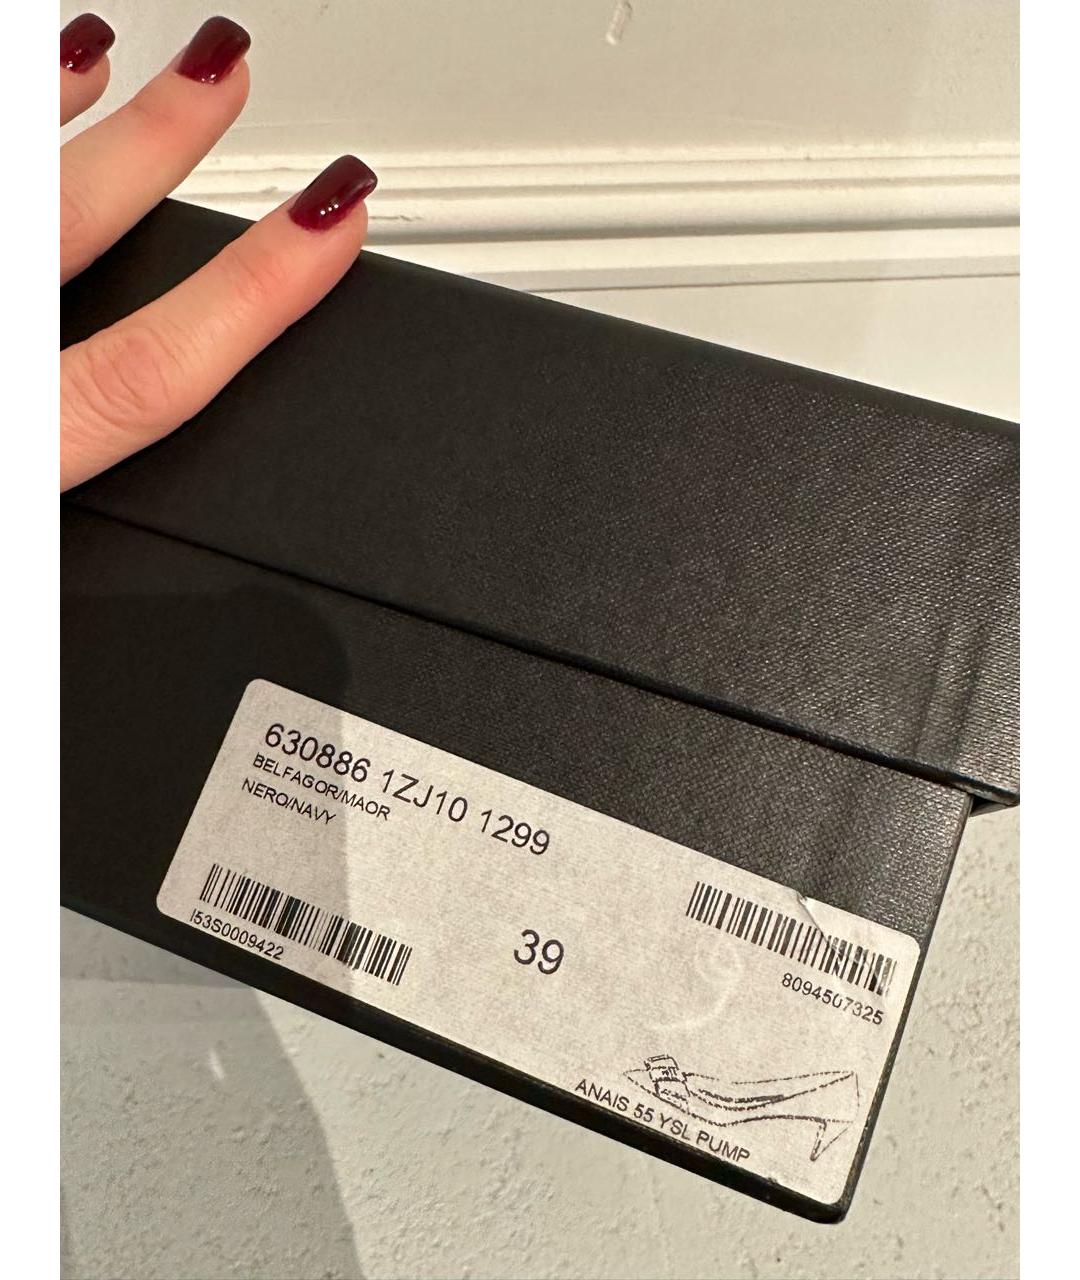 630886 1ZJ10 1299
BELFAGOR/MAOR
NERO/NAVY
I53S0009422
39
8094507325
ANAIS 55 YSL PUMP